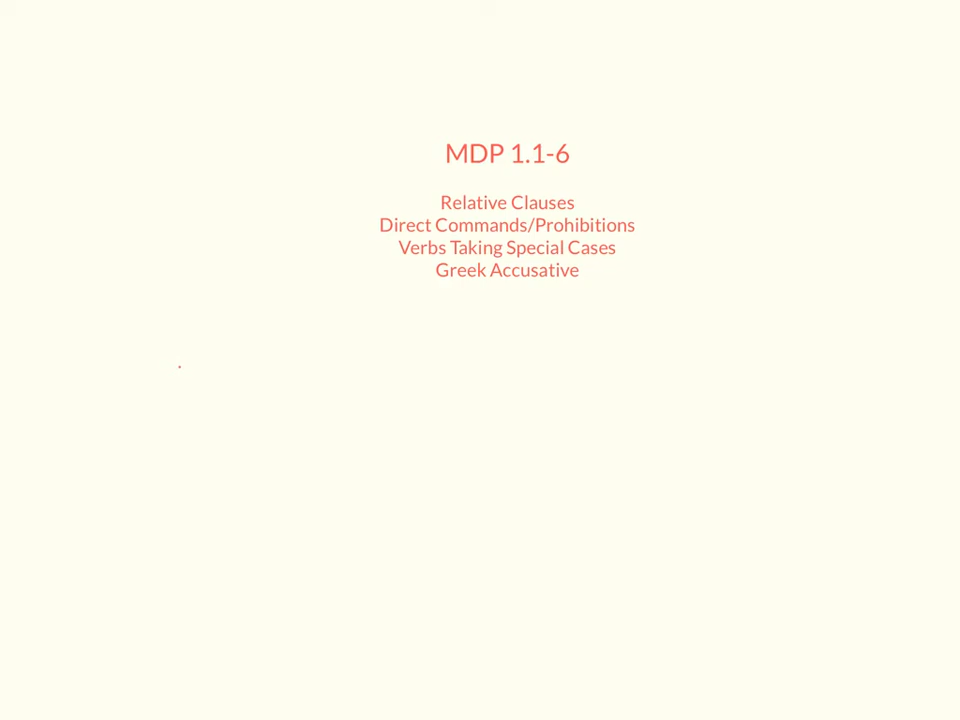 MDP 1.1-6
Relative Clauses
Direct Commands/Prohibitions
Verbs Taking Special Cases
Greek Accusative
.